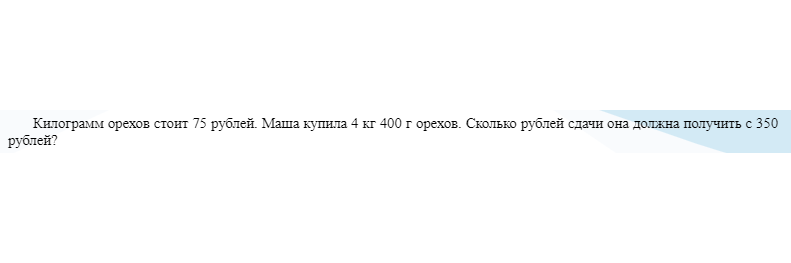 Килограмм орехов стоит 75 рублей. Маша купила 4 кг 400 г орехов. Сколько рублей сдачи она должна получить с 350
рублей?